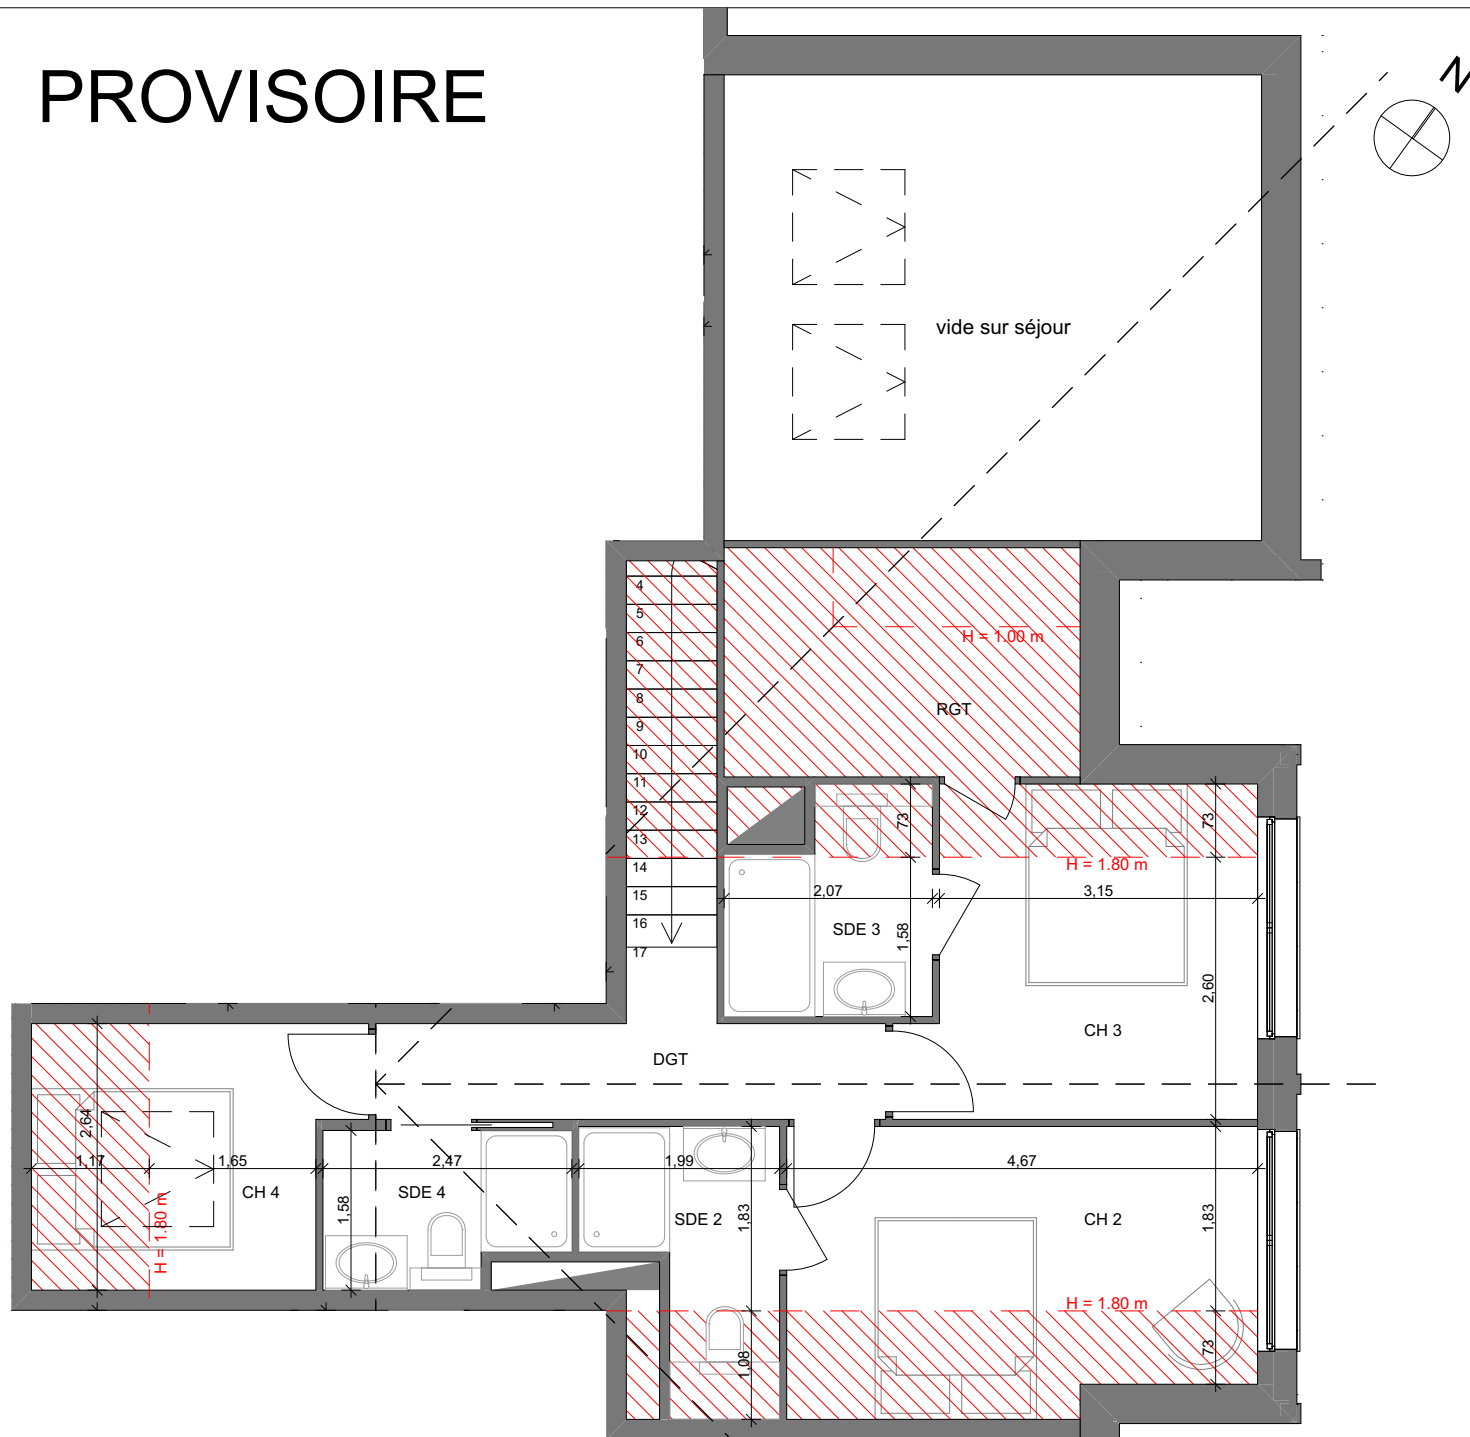 PROVISOIRE
N
vide sur séjour
H = 1.00 m
RGT
4
5
6
7
8
9
10
11
12
13
14
15
16
17
73
73
H = 1.80 m
2,07
3,15
SDE 3
1,58
2,60
CH 3
DGT
2,64
1,17
1,65
CH 4
H = 1.80 m
2,47
SDE 4
1,58
1,99
SDE 2
1,83
4,67
CH 2
1,83
H = 1.80 m
73
1,08